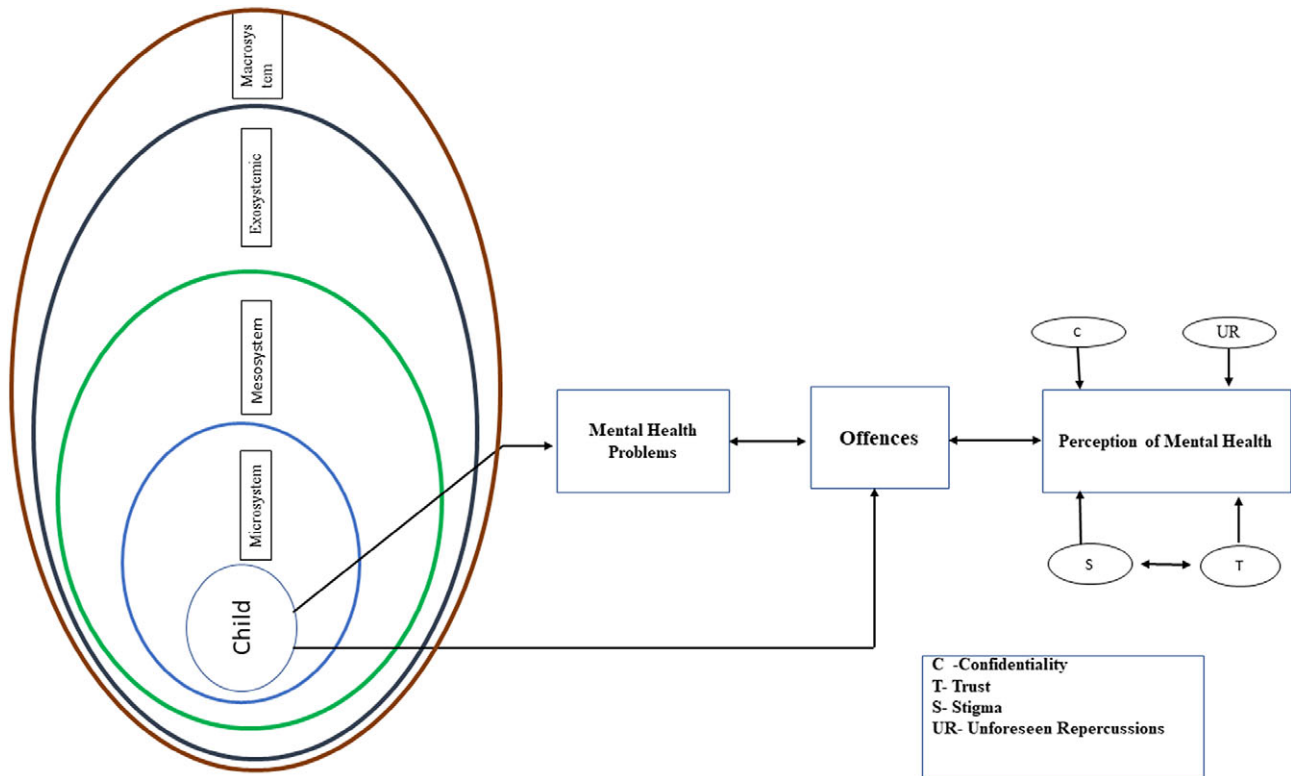 Macrosys
tem
Exosystemic
Mesosystem
Microsystem
Child
Mental Health
Problems
Offences
C
UR
Perception of Mental Health
S
T
C -Confidentiality
T- Trust
S- Stigma
UR- Unforeseen Repercussions